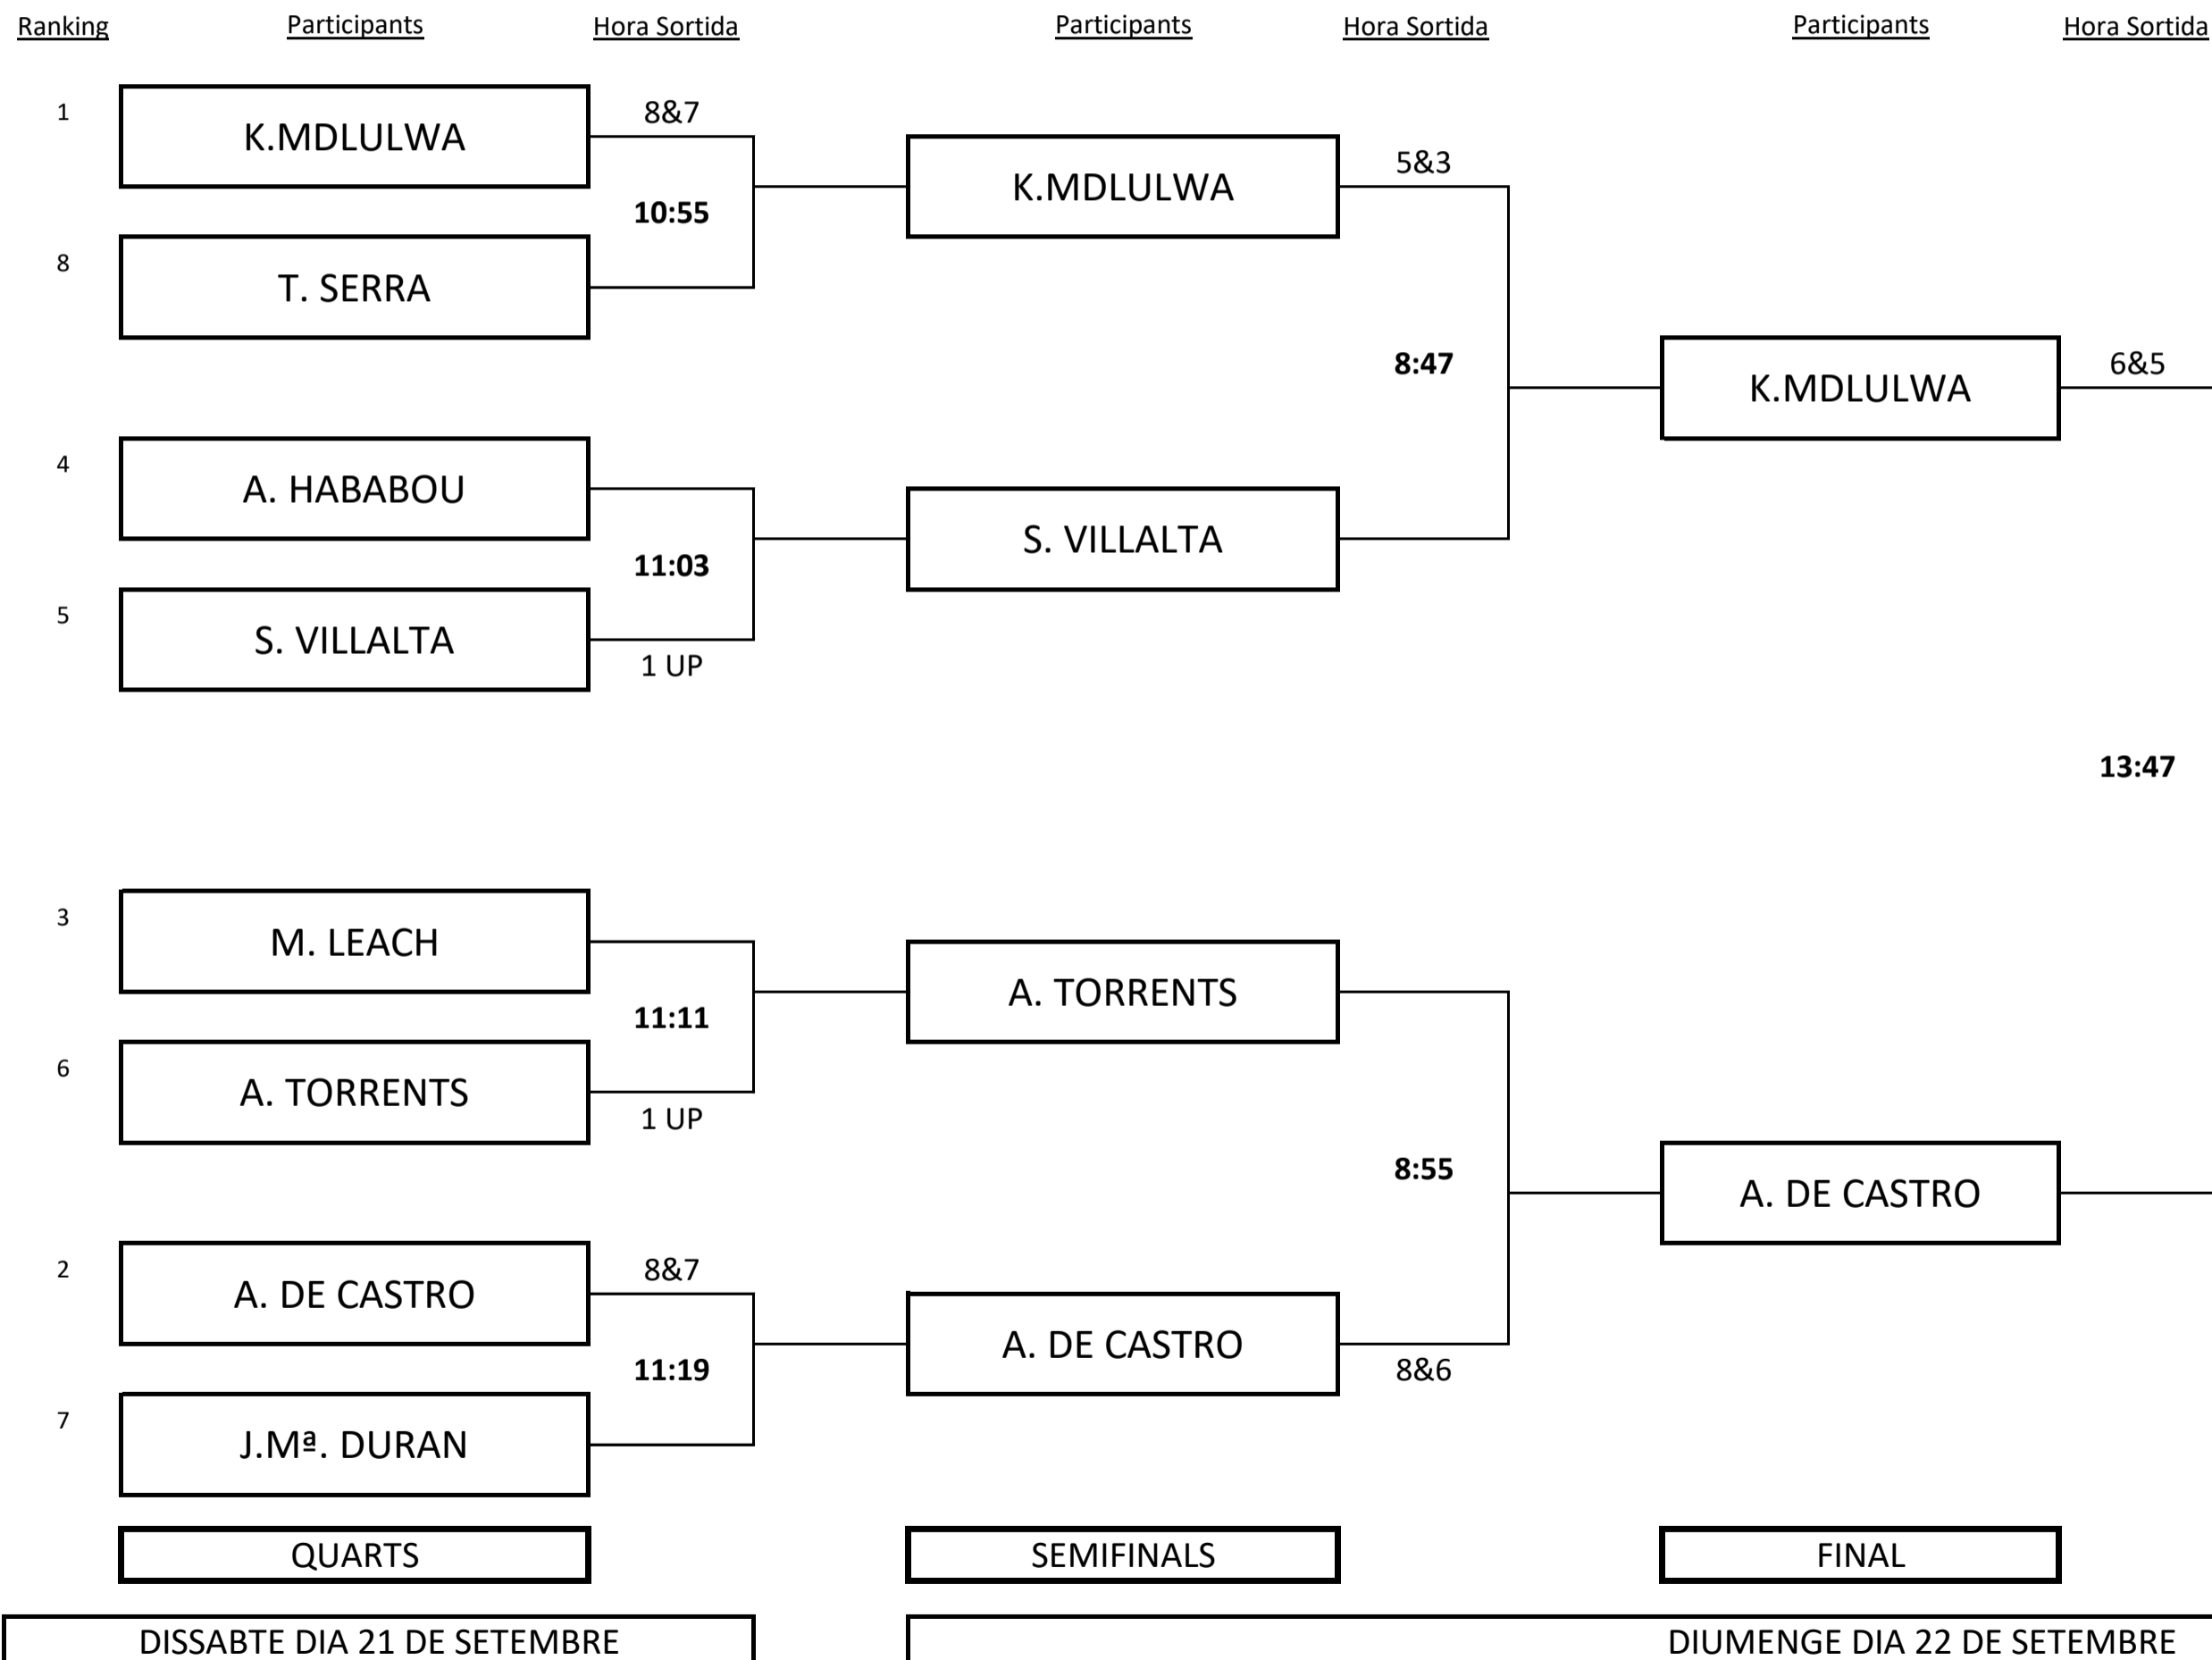 Ranking Participants Hora Sortida Participants Hora Sortida Participants Hora Sortida
1
K.MDLULWA
8&7
10:55
8
T. SERRA
K.MDLULWA
5&3
8:47
K.MDLULWA
6&5
4
A. HABABOU
11:03
5
S. VILLALTA
1 UP
S. VILLALTA
13:47
3
M. LEACH
11:11
6
A. TORRENTS
1 UP
A. TORRENTS
8:55
A. DE CASTRO
2
A. DE CASTRO
8&7
11:19
7
J.Mª. DURAN
A. DE CASTRO
8&6
QUARTS SEMIFINALS FINAL
DISSABTE DIA 21 DE SETEMBRE DIUMENGE DIA 22 DE SETEMBRE